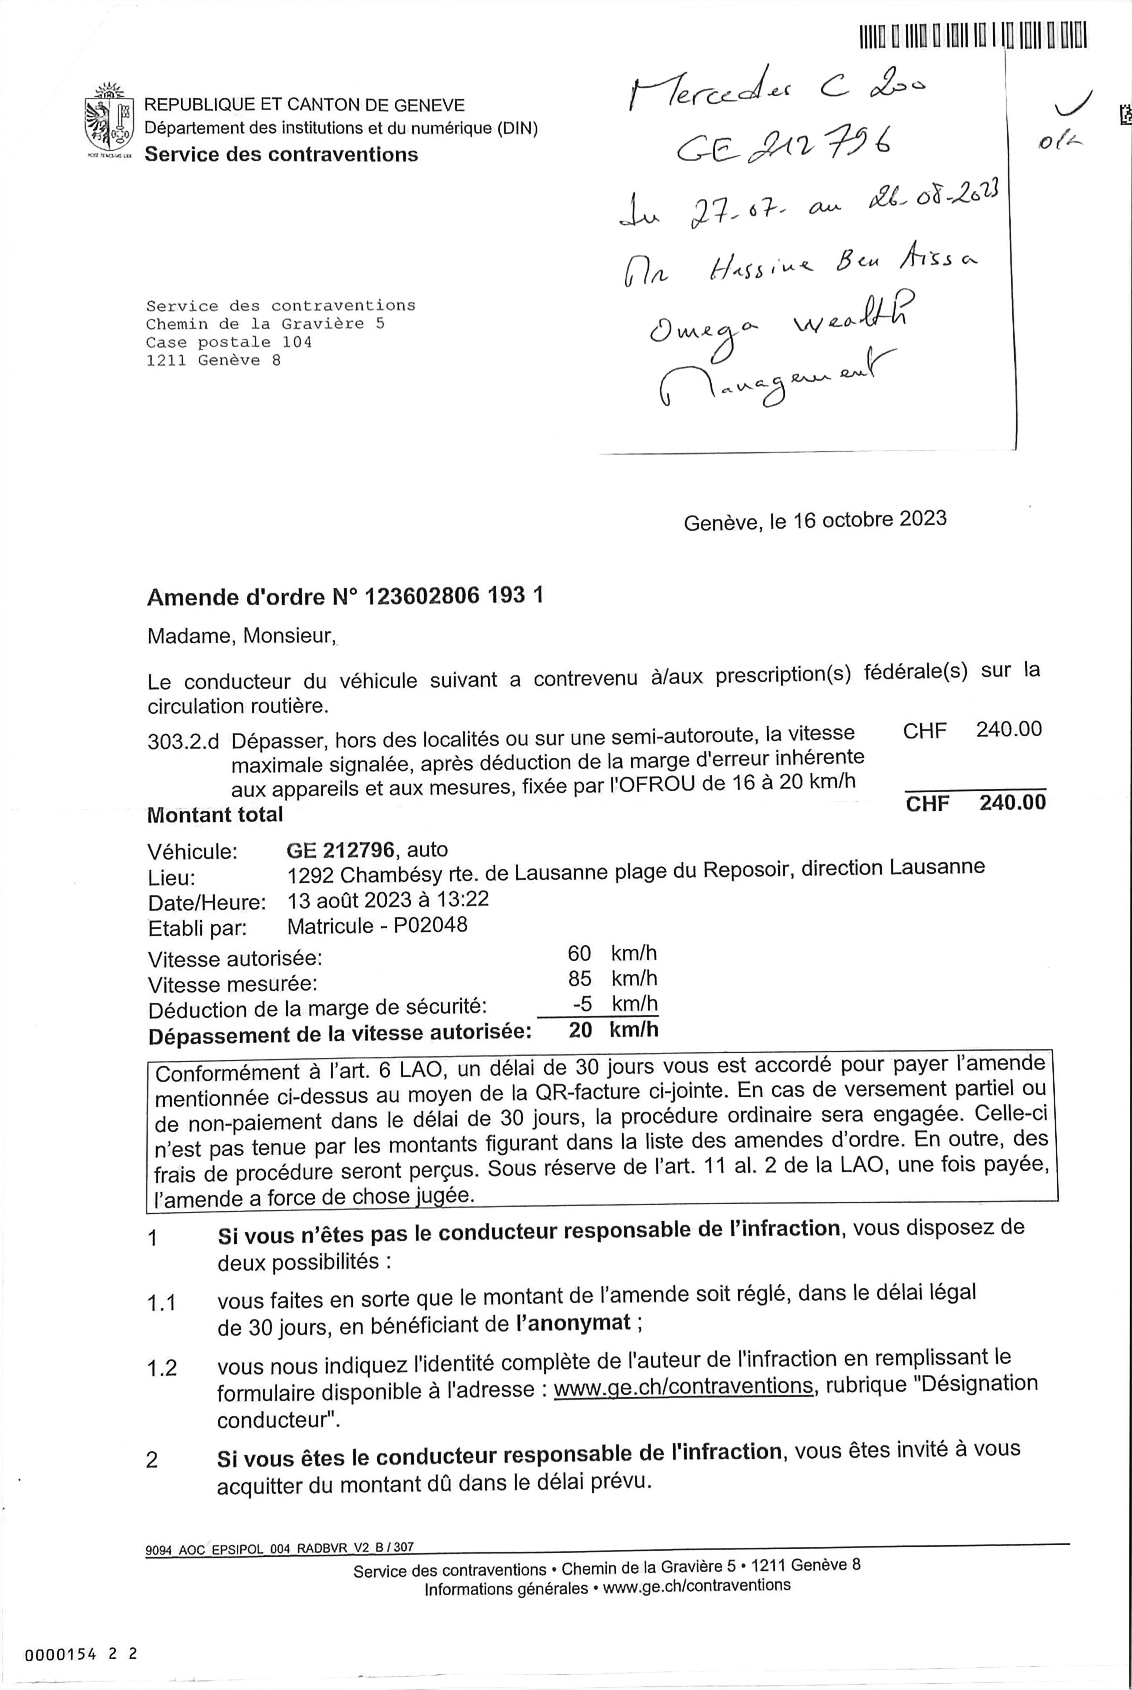 REPUBLIQUE ET CANTON DE GENEVE
Département des institutions et du numérique (DIN)
Service des contraventions
Mercedes C 200
GE 212 796
du 27-07- au 26-08-2023
Mr Hassine Ben Aissa
Omega Wealth
Management
Service des contraventions
Chemin de la Gravière 5
Case postale 104
1211 Genève 8
Genève, le 16 octobre 2023
Amende d'ordre N° 123602806 193 1
Madame, Monsieur,
Le conducteur du véhicule suivant a contrevenu à/aux prescription(s) fédérale(s) sur la
circulation routière.
303.2.d Dépasser, hors des localités ou sur une semi-autoroute, la vitesse CHF 240.00
maximale signalée, après déduction de la marge d'erreur inhérente
aux appareils et aux mesures, fixée par l'OFROU de 16 à 20 km/h
Montant total CHF 240.00
Véhicule: GE 212796, auto
Lieu: 1292 Chambésy rte. de Lausanne plage du Reposoir, direction Lausanne
Date/Heure: 13 août 2023 à 13:22
Etabli par: Matricule - P02048
Vitesse autorisée: 60 km/h
Vitesse mesurée: 85 km/h
Déduction de la marge de sécurité: -5 km/h
Dépassement de la vitesse autorisée: 20 km/h
Conformément à l'art. 6 LAO, un délai de 30 jours vous est accordé pour payer l'amende
mentionnée ci-dessus au moyen de la QR-facture ci-jointe. En cas de versement partiel ou
de non-paiement dans le délai de 30 jours, la procédure ordinaire sera engagée. Celle-ci
n'est pas tenue par les montants figurant dans la liste des amendes d'ordre. En outre, des
frais de procédure seront perçus. Sous réserve de l'art. 11 al. 2 de la LAO, une fois payée,
l'amende a force de chose jugée.
1 Si vous n'êtes pas le conducteur responsable de l'infraction, vous disposez de
deux possibilités :
1.1 vous faites en sorte que le montant de l'amende soit réglé, dans le délai légal
de 30 jours, en bénéficiant de l'anonymat ;
1.2 vous nous indiquez l'identité complète de l'auteur de l'infraction en remplissant le
formulaire disponible à l'adresse : www.ge.ch/contraventions, rubrique "Désignation
conducteur".
2 Si vous êtes le conducteur responsable de l'infraction, vous êtes invité à vous
acquitter du montant dû dans le délai prévu.
9094 AOC EPSIPOL 004 RADBVR V2 B / 307
Service des contraventions • Chemin de la Gravière 5 • 1211 Genève 8
Informations générales • www.ge.ch/contraventions
0000154 2 2